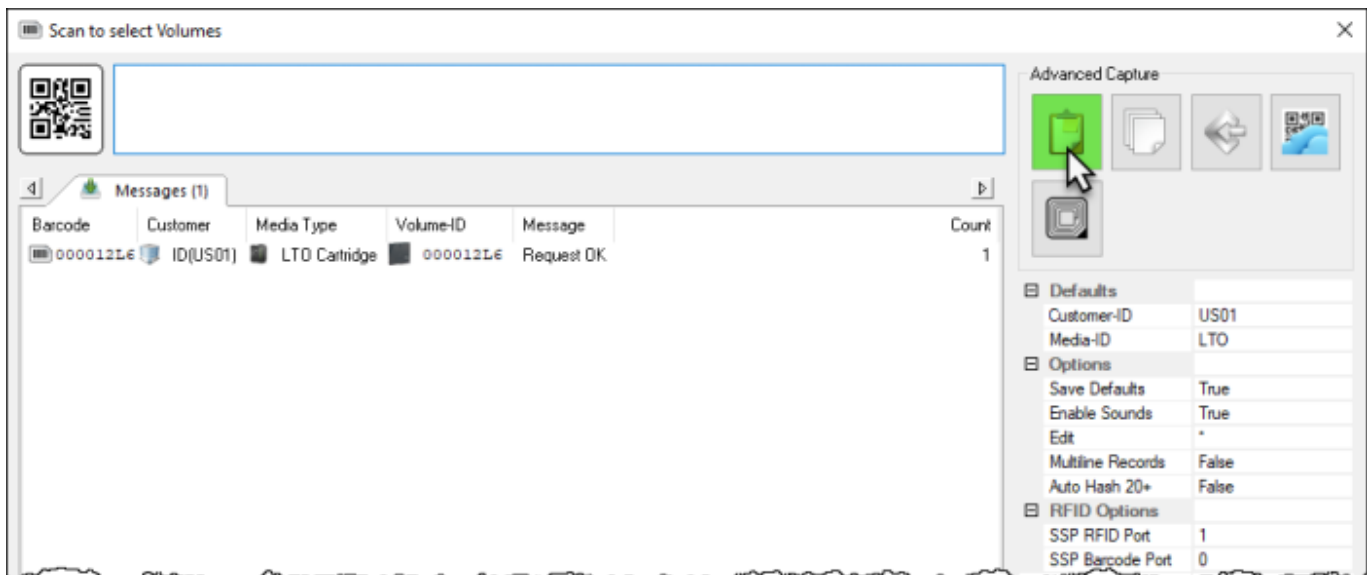 Scan to select Volumes
Advanced Capture
Messages (1)
Barcode Customer Media Type Volume-ID Message Count
000012L6 ID(US01) LTO Cartridge 000012L6 Request OK 1
Defaults
Customer-ID US01
Media-ID LTO
Options
Save Defaults True
Enable Sounds True
Edit *
Multiline Records False
Auto Hash 20+ False
RFID Options
SSP RFID Port 1
SSP Barcode Port 0